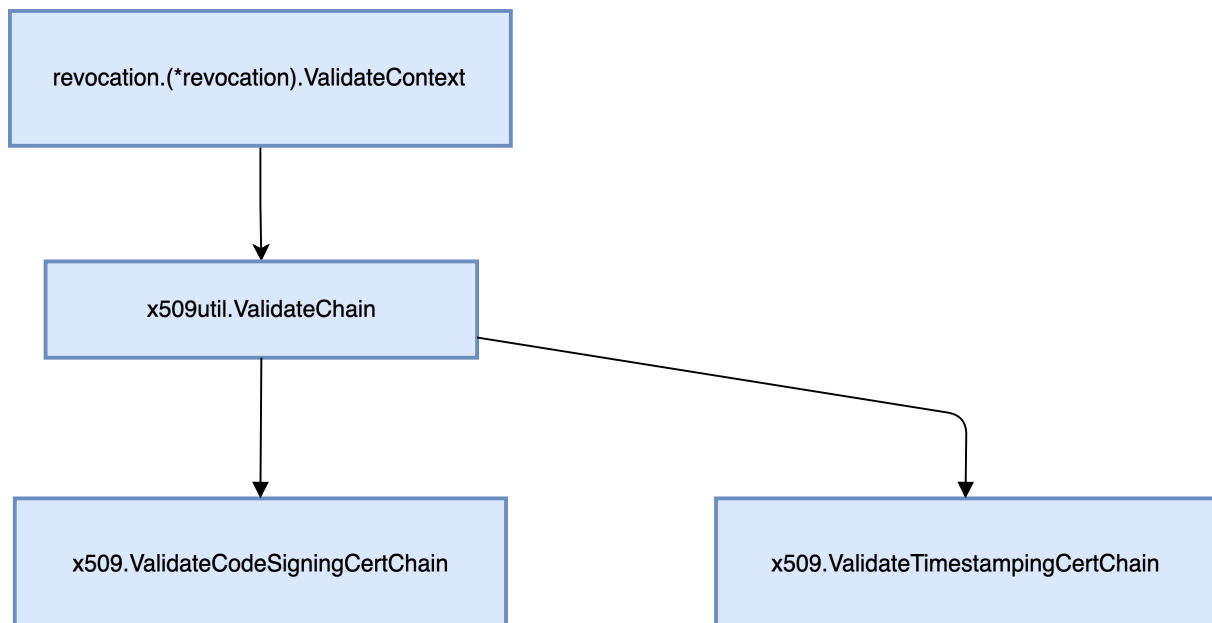 revocation.(*revocation).ValidateContext
x509util.ValidateChain
x509.ValidateCodeSigningCertChain
x509.ValidateTimestampingCertChain